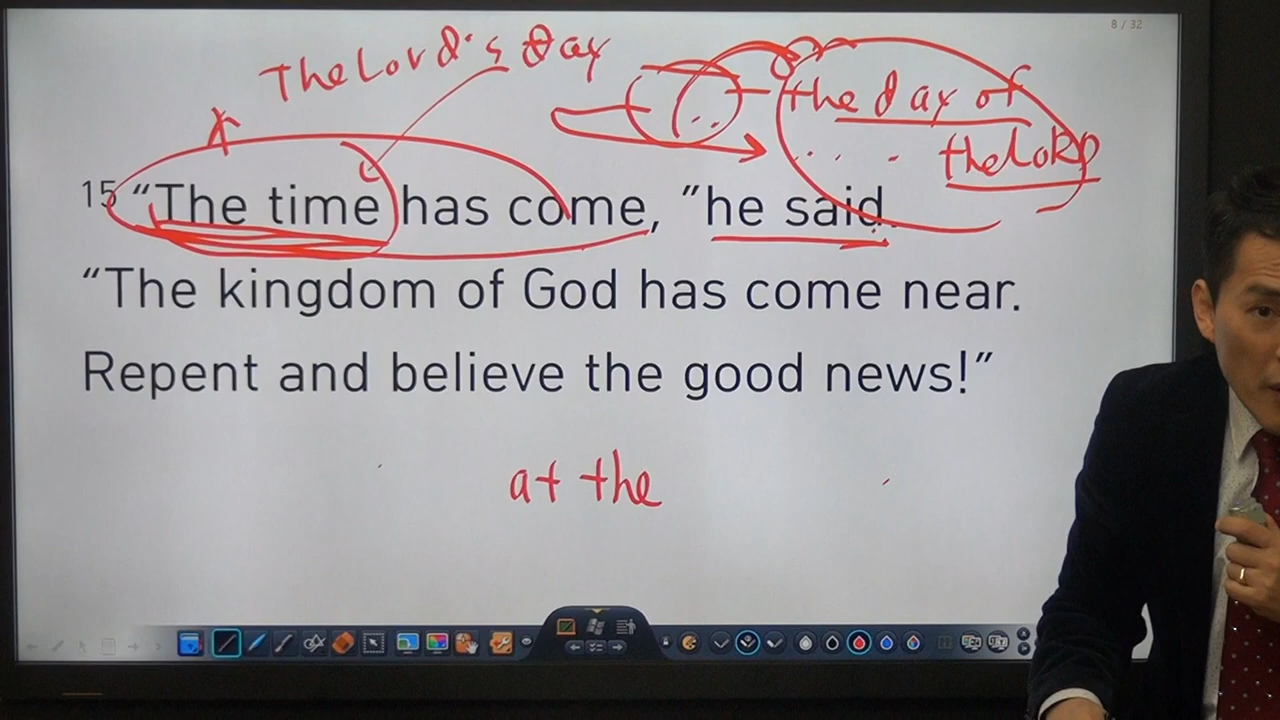 8 / 32
The Lord's Day
the day of
the LORD
15 “The time has come,”he said.
“The kingdom of God has come near.
Repent and believe the good news!”
at the